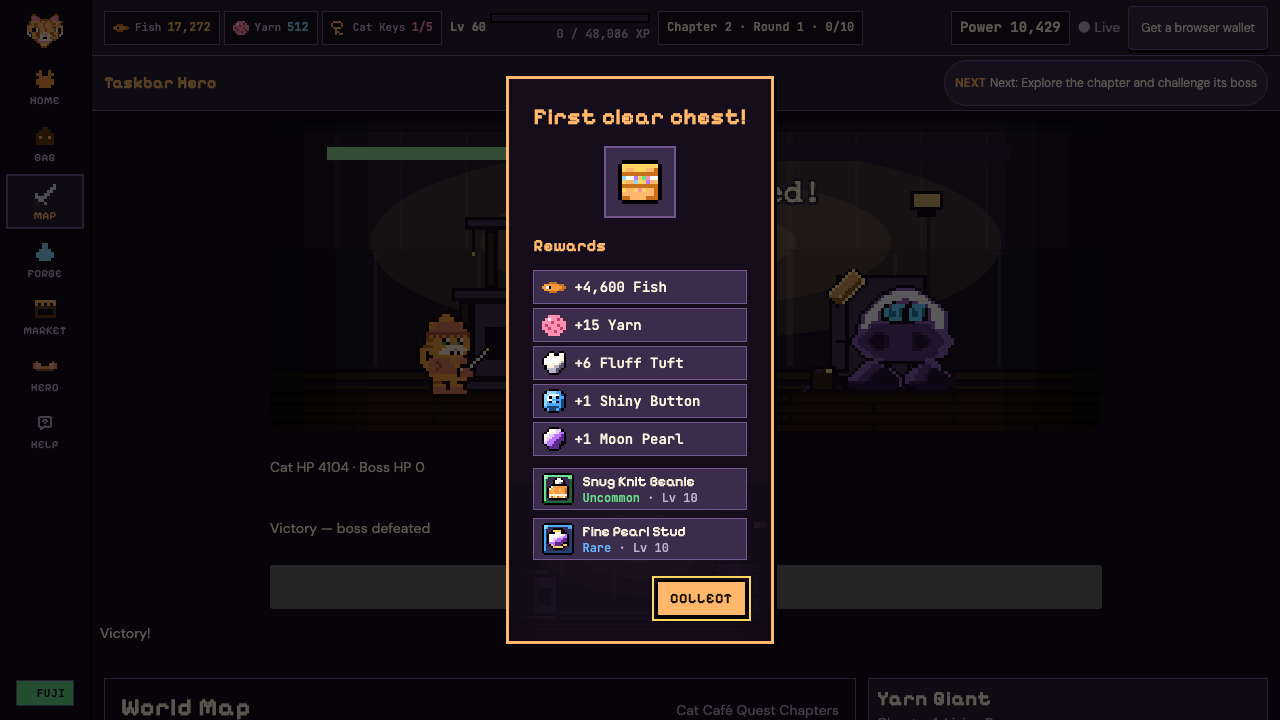 Fish 17,272
Yarn 512
Cat Keys 1/5
Lv 60
0 / 48,086 XP
Chapter 2 · Round 1 · 0/10
Power 10,429
Live
Get a browser wallet
Taskbar Hero
NEXT Next: Explore the chapter and challenge its boss
HOME
BAG
MAP
FORGE
MARKET
HERO
HELP
FUJI
First clear chest!
Rewards
+4,600 Fish
+15 Yarn
+6 Fluff Tuft
+1 Shiny Button
+1 Moon Pearl
Snug Knit Beanie
Uncommon · Lv 10
Fine Pearl Stud
Rare · Lv 10
COLLECT
Cat HP 4104 · Boss HP 0
Victory — boss defeated
Victory!
World Map
Cat Café Quest Chapters
Yarn Giant